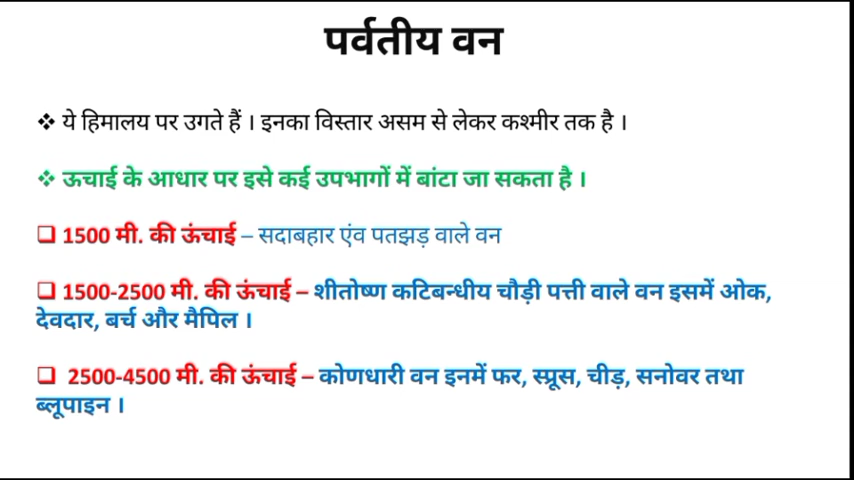 पर्वतीय वन
❖ ये हिमालय पर उगते हैं । इनका विस्तार असम से लेकर कश्मीर तक है ।
❖ ऊचाई के आधार पर इसे कई उपभागों में बांटा जा सकता है ।
❑ 1500 मी. की ऊंचाई – सदाबहार एंव पतझड़ वाले वन
❑ 1500-2500 मी. की ऊंचाई – शीतोष्ण कटिबन्धीय चौड़ी पत्ती वाले वन इसमें ओक,
देवदार, बर्च और मैपिल ।
❑ 2500-4500 मी. की ऊंचाई – कोणधारी वन इनमें फर, स्प्रूस, चीड़, सनोवर तथा
ब्लूपाइन ।